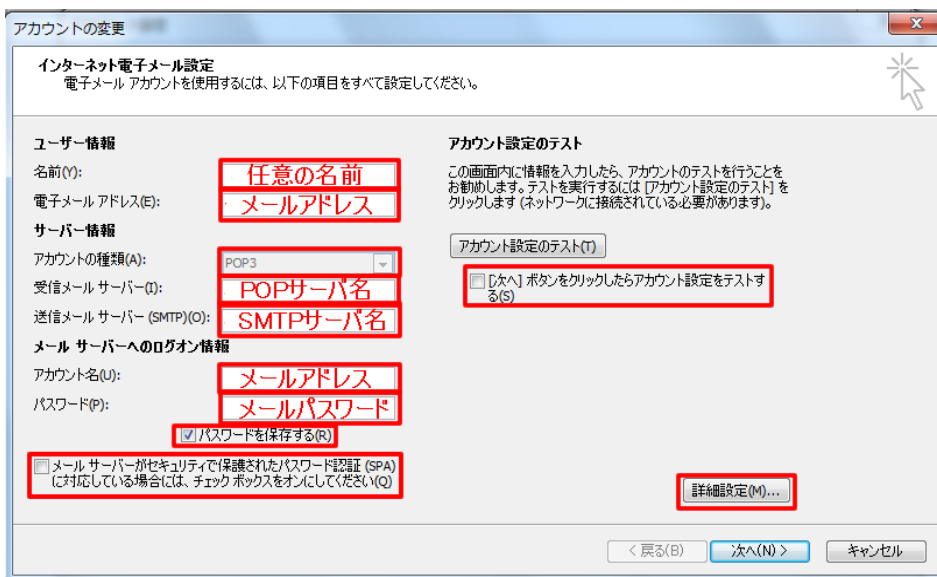 アカウントの変更
インターネット電子メール設定
電子メール アカウントを使用するには、以下の項目をすべて設定してください。
ユーザー情報
名前(Y):
任意の名前
電子メール アドレス(E):
メールアドレス
サーバー情報
アカウントの種類(A):
POP3
受信メール サーバー(I):
POPサーバ名
送信メール サーバー (SMTP)(O):
SMTPサーバ名
メール サーバーへのログオン情報
アカウント名(U):
メールアドレス
パスワード(P):
メールパスワード
パスワードを保存する(R)
メール サーバーがセキュリティで保護されたパスワード認証 (SPA)
に対応している場合には、チェック ボックスをオンにしてください(Q)
アカウント設定のテスト
この画面内に情報を入力したら、アカウントのテストを行うことを
お勧めします。テストを実行するには [アカウント設定のテスト] を
クリックします (ネットワークに接続されている必要があります)。
アカウント設定のテスト(T)
[次へ] ボタンをクリックしたらアカウント設定をテストす
る(S)
詳細設定(M)...
< 戻る(B)
次へ(N) >
キャンセル